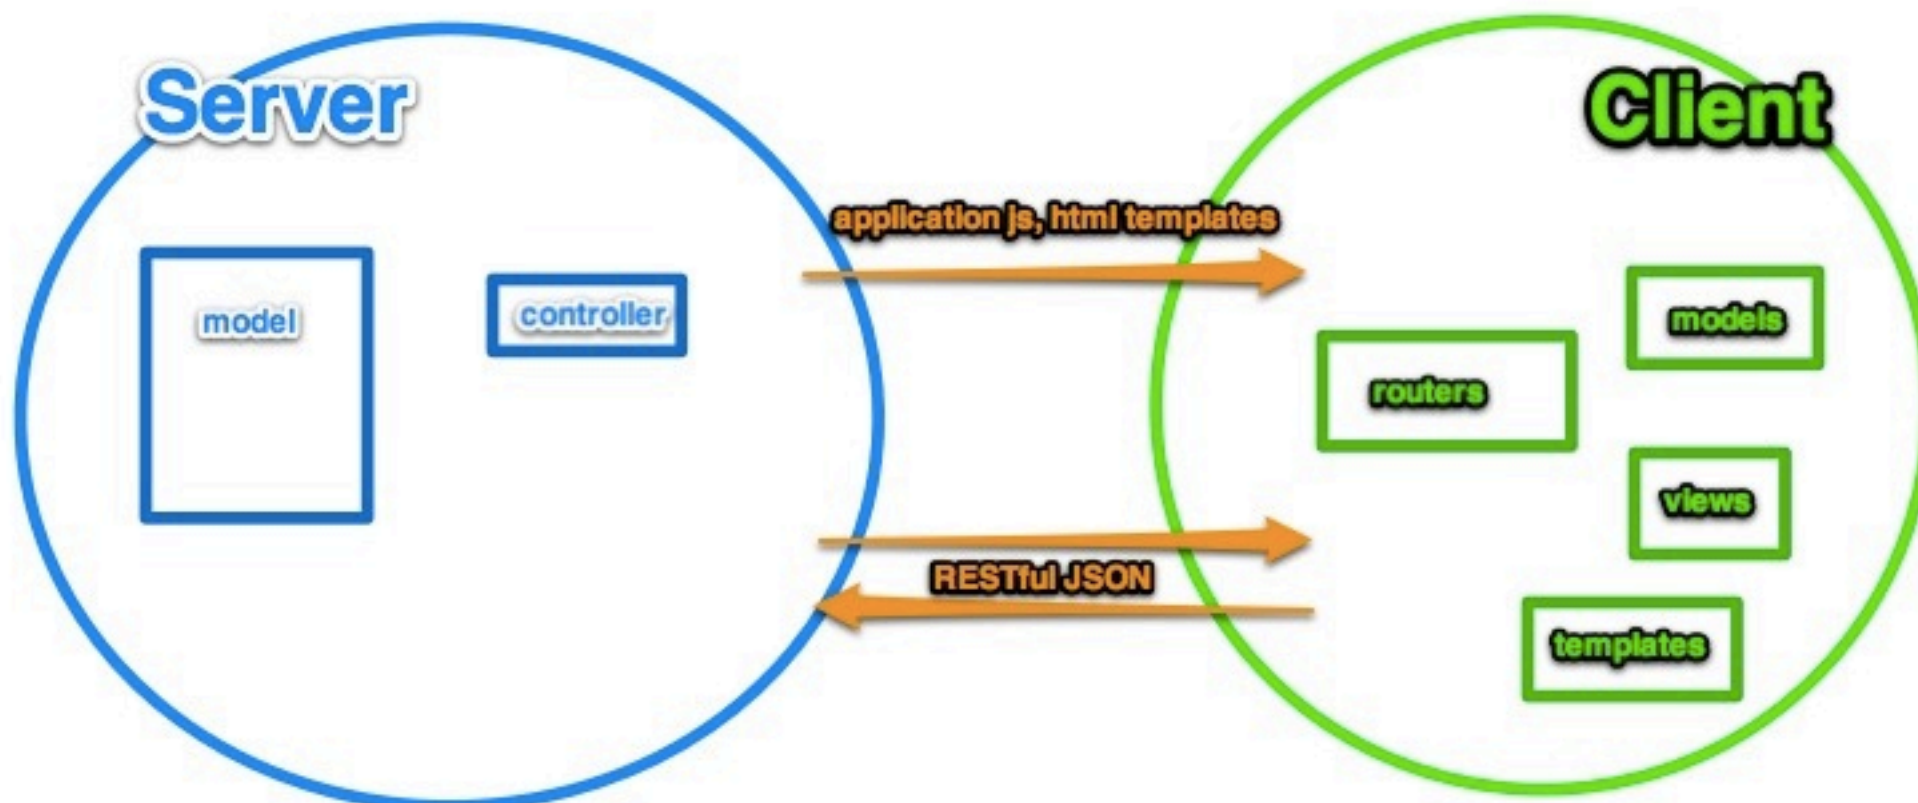 Server
Client
application js, html templates
model
controller
models
routers
views
RESTful JSON
templates